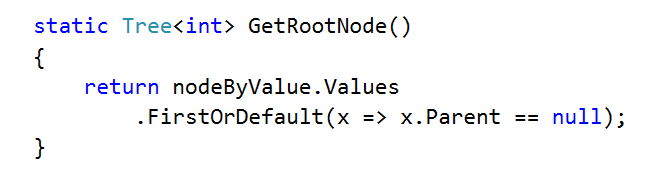 static Tree<int> GetRootNode()
{
    return nodeByValue.Values
        .FirstOrDefault(x => x.Parent == null);
}